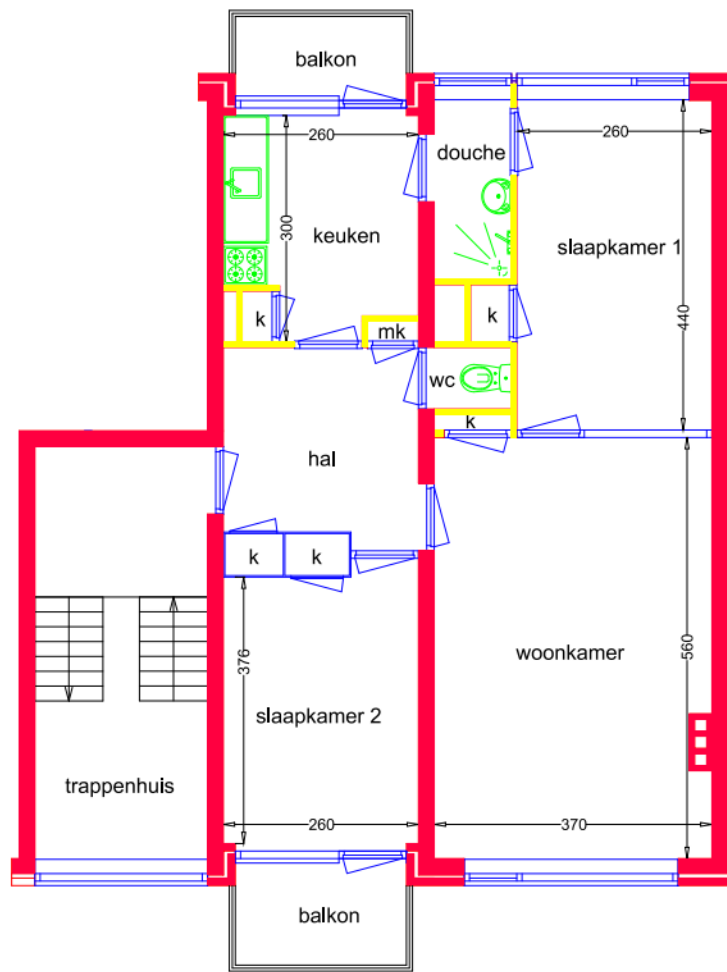 balkon
260
douche
260
keuken
300
slaapkamer 1
440
k
mk
k
wc
k
hal
k
k
376
woonkamer
560
slaapkamer 2
trappenhuis
260
370
balkon